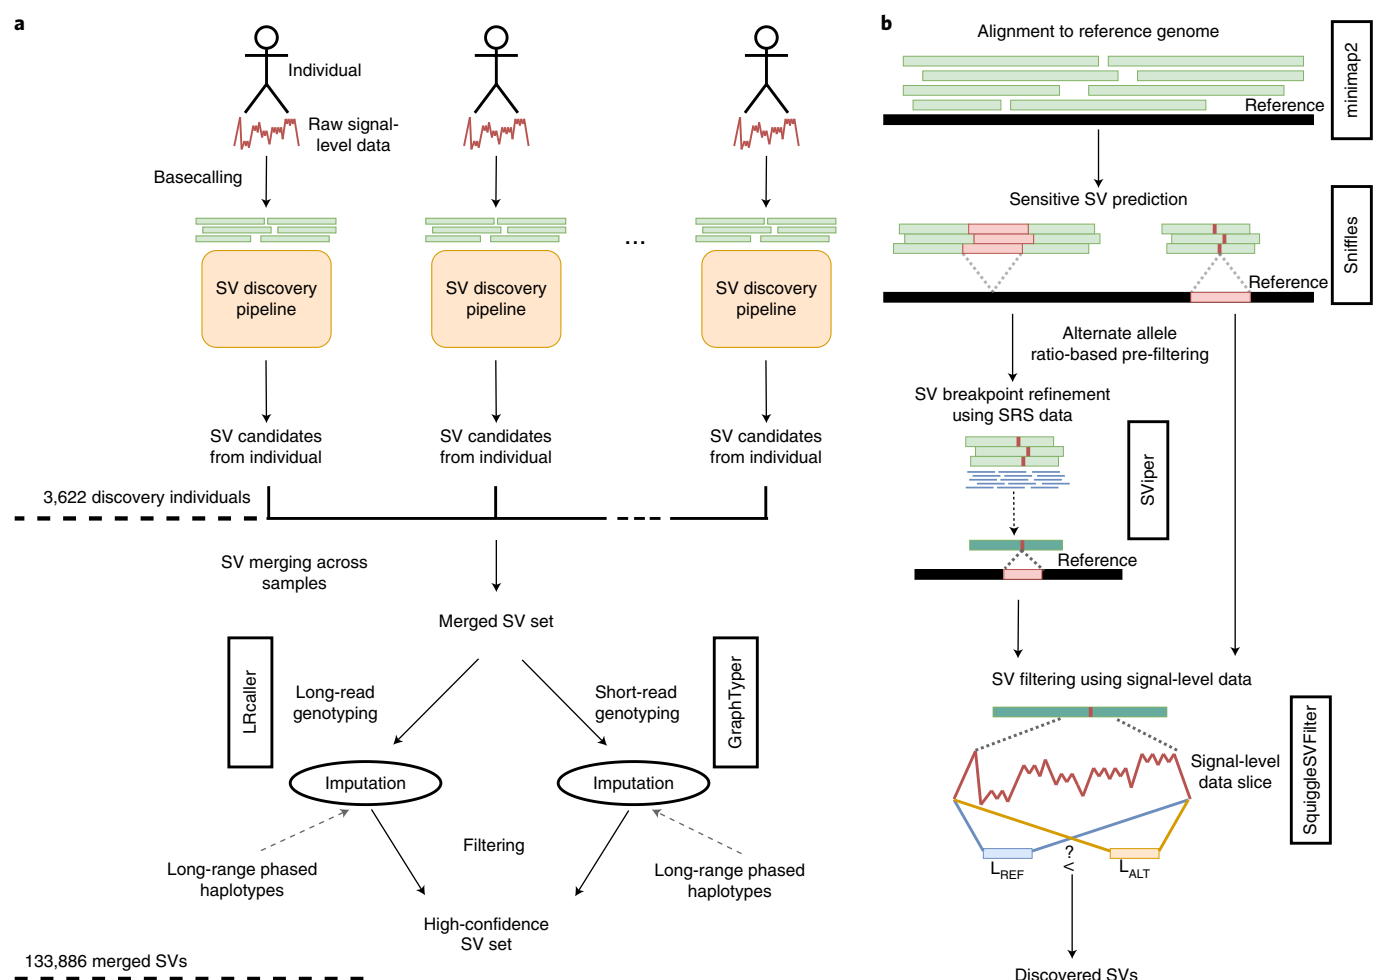 a
Individual
Raw signal-
level data
Basecalling
...
SV discovery
pipeline
SV discovery
pipeline
SV discovery
pipeline
SV candidates
from individual
SV candidates
from individual
SV candidates
from individual
3,622 discovery individuals
SV merging across
samples
Merged SV set
LRcaller
Long-read
genotyping
Short-read
genotyping
GraphTyper
Imputation
Imputation
Filtering
Long-range phased
haplotypes
Long-range phased
haplotypes
High-confidence
SV set
133,886 merged SVs
b
Alignment to reference genome
Reference
minimap2
Sensitive SV prediction
Reference
Sniffles
Alternate allele
ratio-based pre-filtering
SV breakpoint refinement
using SRS data
SViper
Reference
SV filtering using signal-level data
Signal-level
data slice
SquiggleSVFilter
?
<
L_REF
L_ALT
Discovered SVs